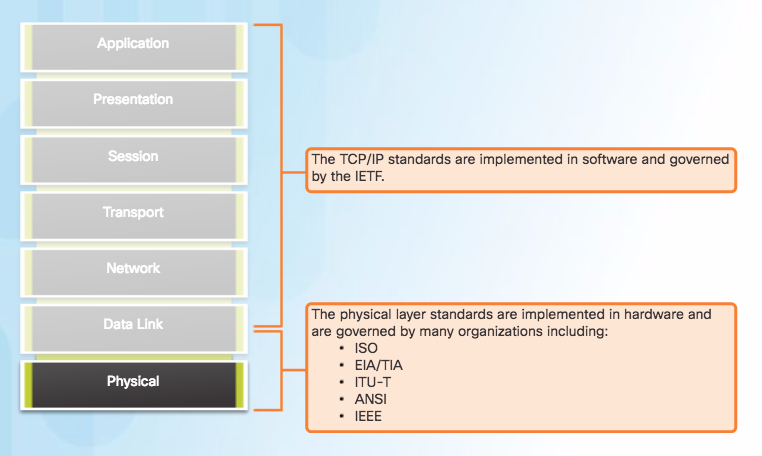 Application
Presentation
Session
Transport
Network
Data Link
Physical
The TCP/IP standards are implemented in software and governed
by the IETF.
The physical layer standards are implemented in hardware and
are governed by many organizations including:
• ISO
• EIA/TIA
• ITU-T
• ANSI
• IEEE